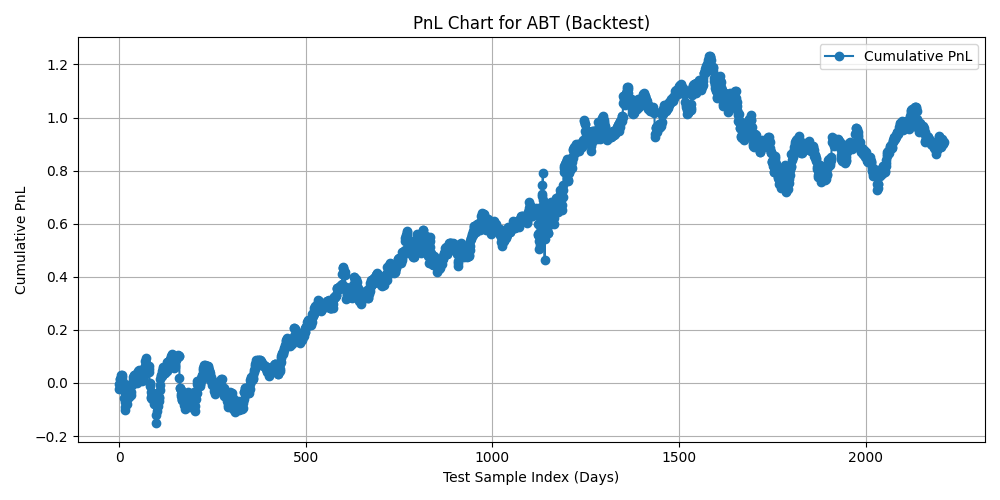 PnL Chart for ABT (Backtest)
Cumulative PnL
1.2
1.0
0.8
0.6
0.4
0.2
0.0
−0.2
Cumulative PnL
0 500 1000 1500 2000
Test Sample Index (Days)